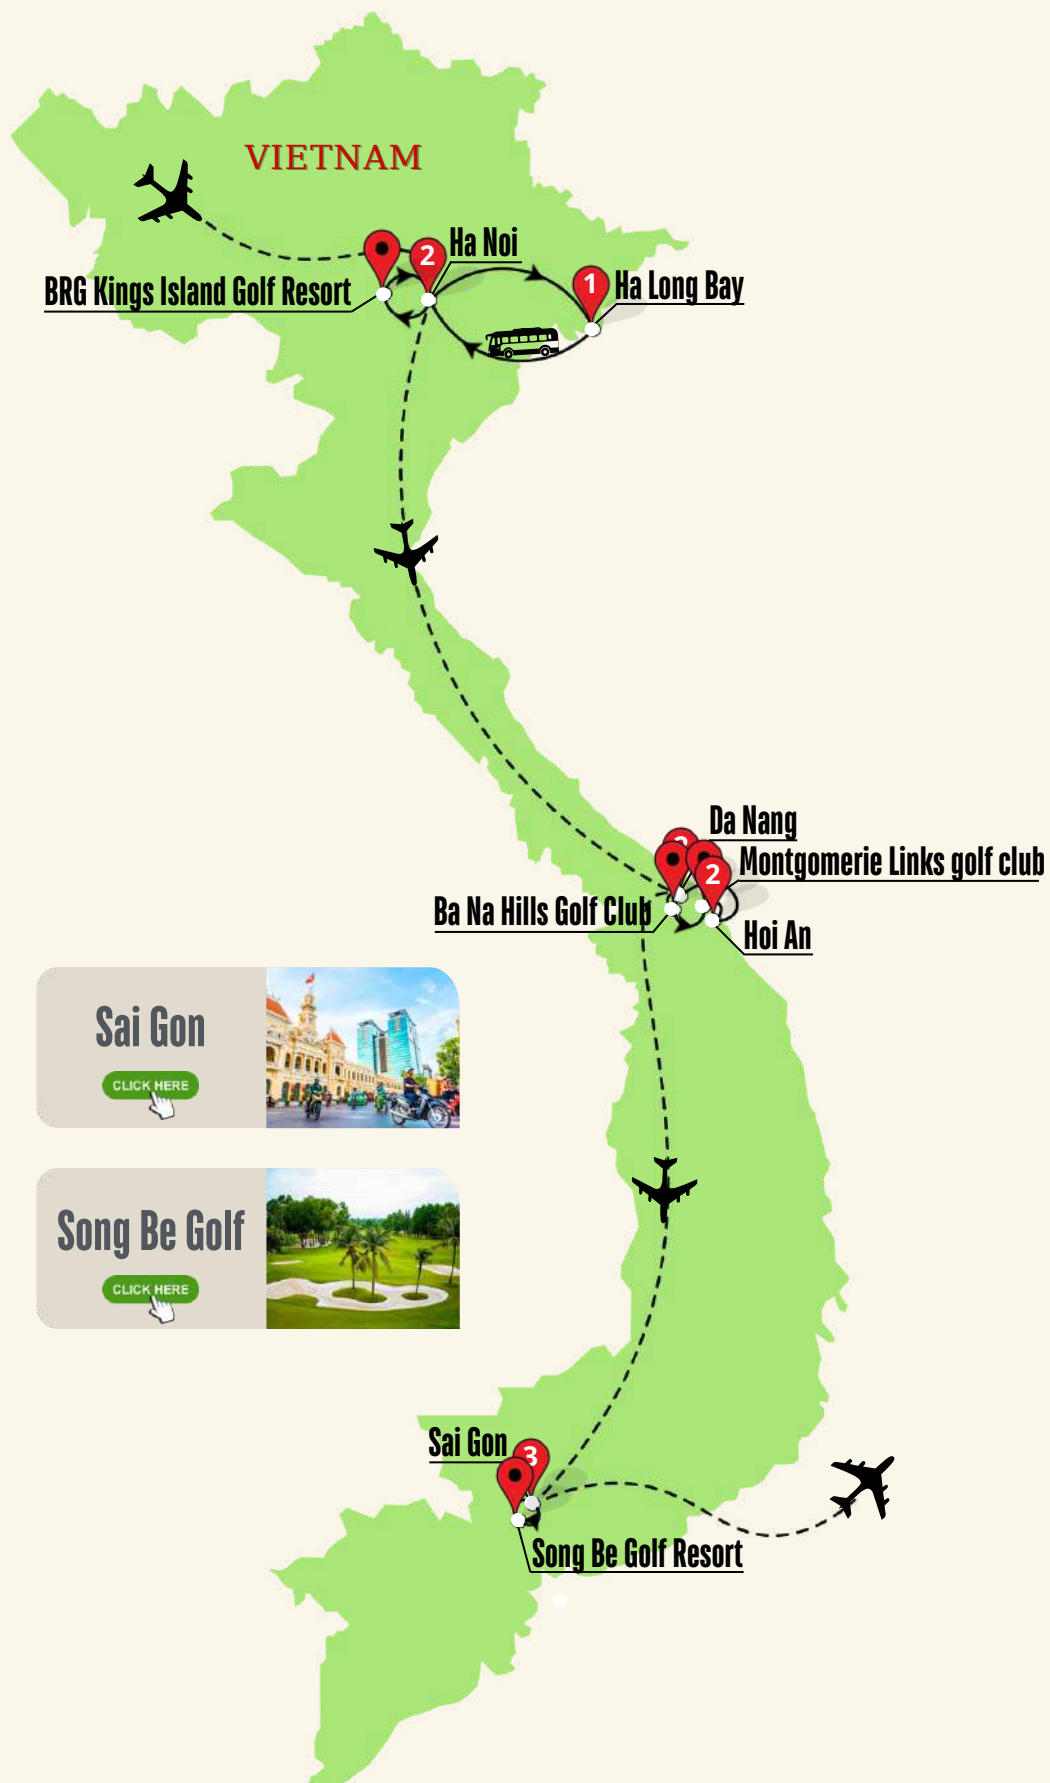 VIETNAM
2
Ha Noi
BRG Kings Island Golf Resort
1
Ha Long Bay
Da Nang
Montgomerie Links golf club
2
Ba Na Hills Golf Club
Hoi An
Sai Gon
CLICK HERE
Song Be Golf
CLICK HERE
Sai Gon
3
Song Be Golf Resort